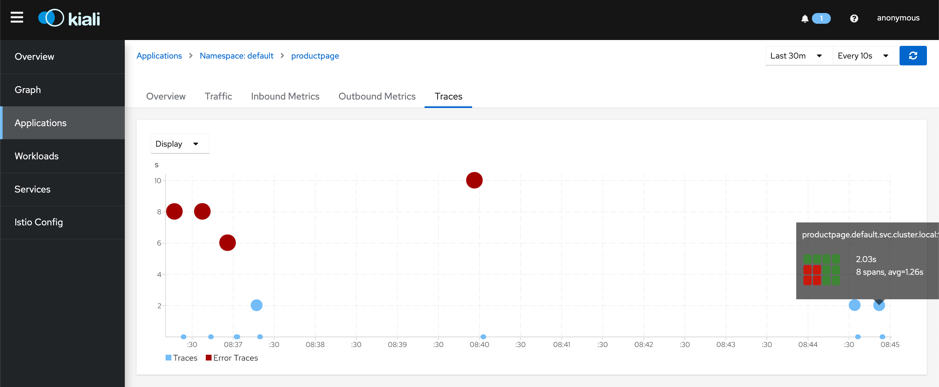 kiali
1
anonymous
Overview
Graph
Applications
Workloads
Services
Istio Config
Applications > Namespace: default > productpage
Last 30m
Every 10s
Overview
Traffic
Inbound Metrics
Outbound Metrics
Traces
Display
s
10
8
6
4
2
:30
08:37
:30
08:38
:30
08:39
:30
08:40
:30
08:41
:30
08:42
:30
08:43
:30
08:44
:30
08:45
Traces
Error Traces
productpage.default.svc.cluster.local:
2.03s
8 spans, avg=1.26s